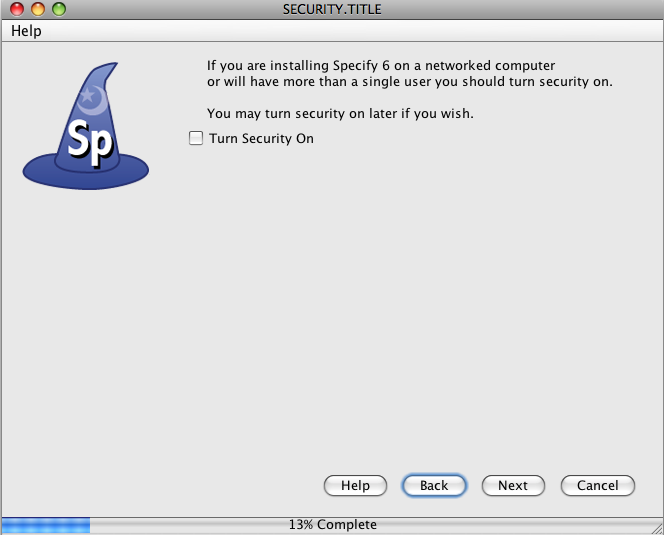 SECURITY.TITLE
Help
If you are installing Specify 6 on a networked computer
or will have more than a single user you should turn security on.
You may turn security on later if you wish.
Sp
Turn Security On
Help Back Next Cancel
13% Complete